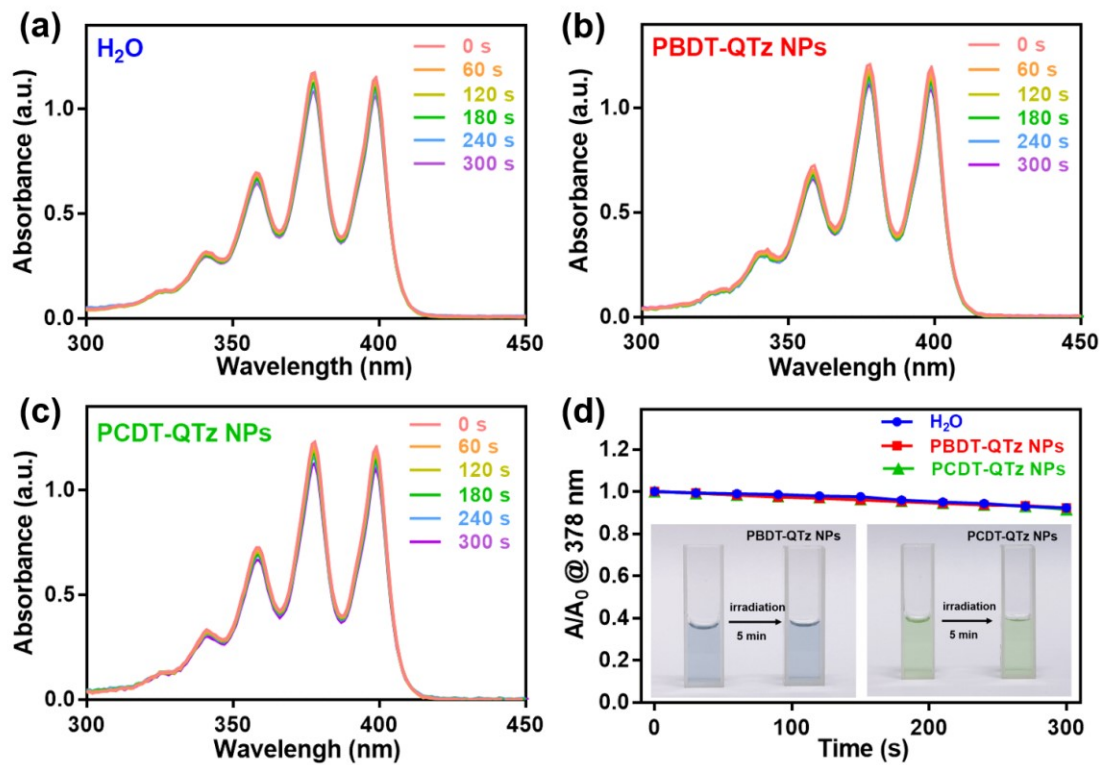 (a)
H₂O
0 s
60 s
120 s
180 s
240 s
300 s
Absorbance (a.u.)
1.0
0.5
0.0
300
350
400
450
Wavelength (nm)
(b)
PBDT-QTz NPs
0 s
60 s
120 s
180 s
240 s
300 s
Absorbance (a.u.)
1.0
0.5
0.0
300
350
400
450
Wavelengh (nm)
(c)
PCDT-QTz NPs
0 s
60 s
120 s
180 s
240 s
300 s
Absorbance (a.u.)
1.0
0.5
0.0
300
350
400
450
Wavelengh (nm)
(d)
H₂O
PBDT-QTz NPs
PCDT-QTz NPs
A/A₀ @ 378 nm
1.2
1.0
0.8
0.6
0.4
0.2
0.0
PBDT-QTz NPs
irradiation
5 min
PCDT-QTz NPs
irradiation
5 min
0
100
200
300
Time (s)